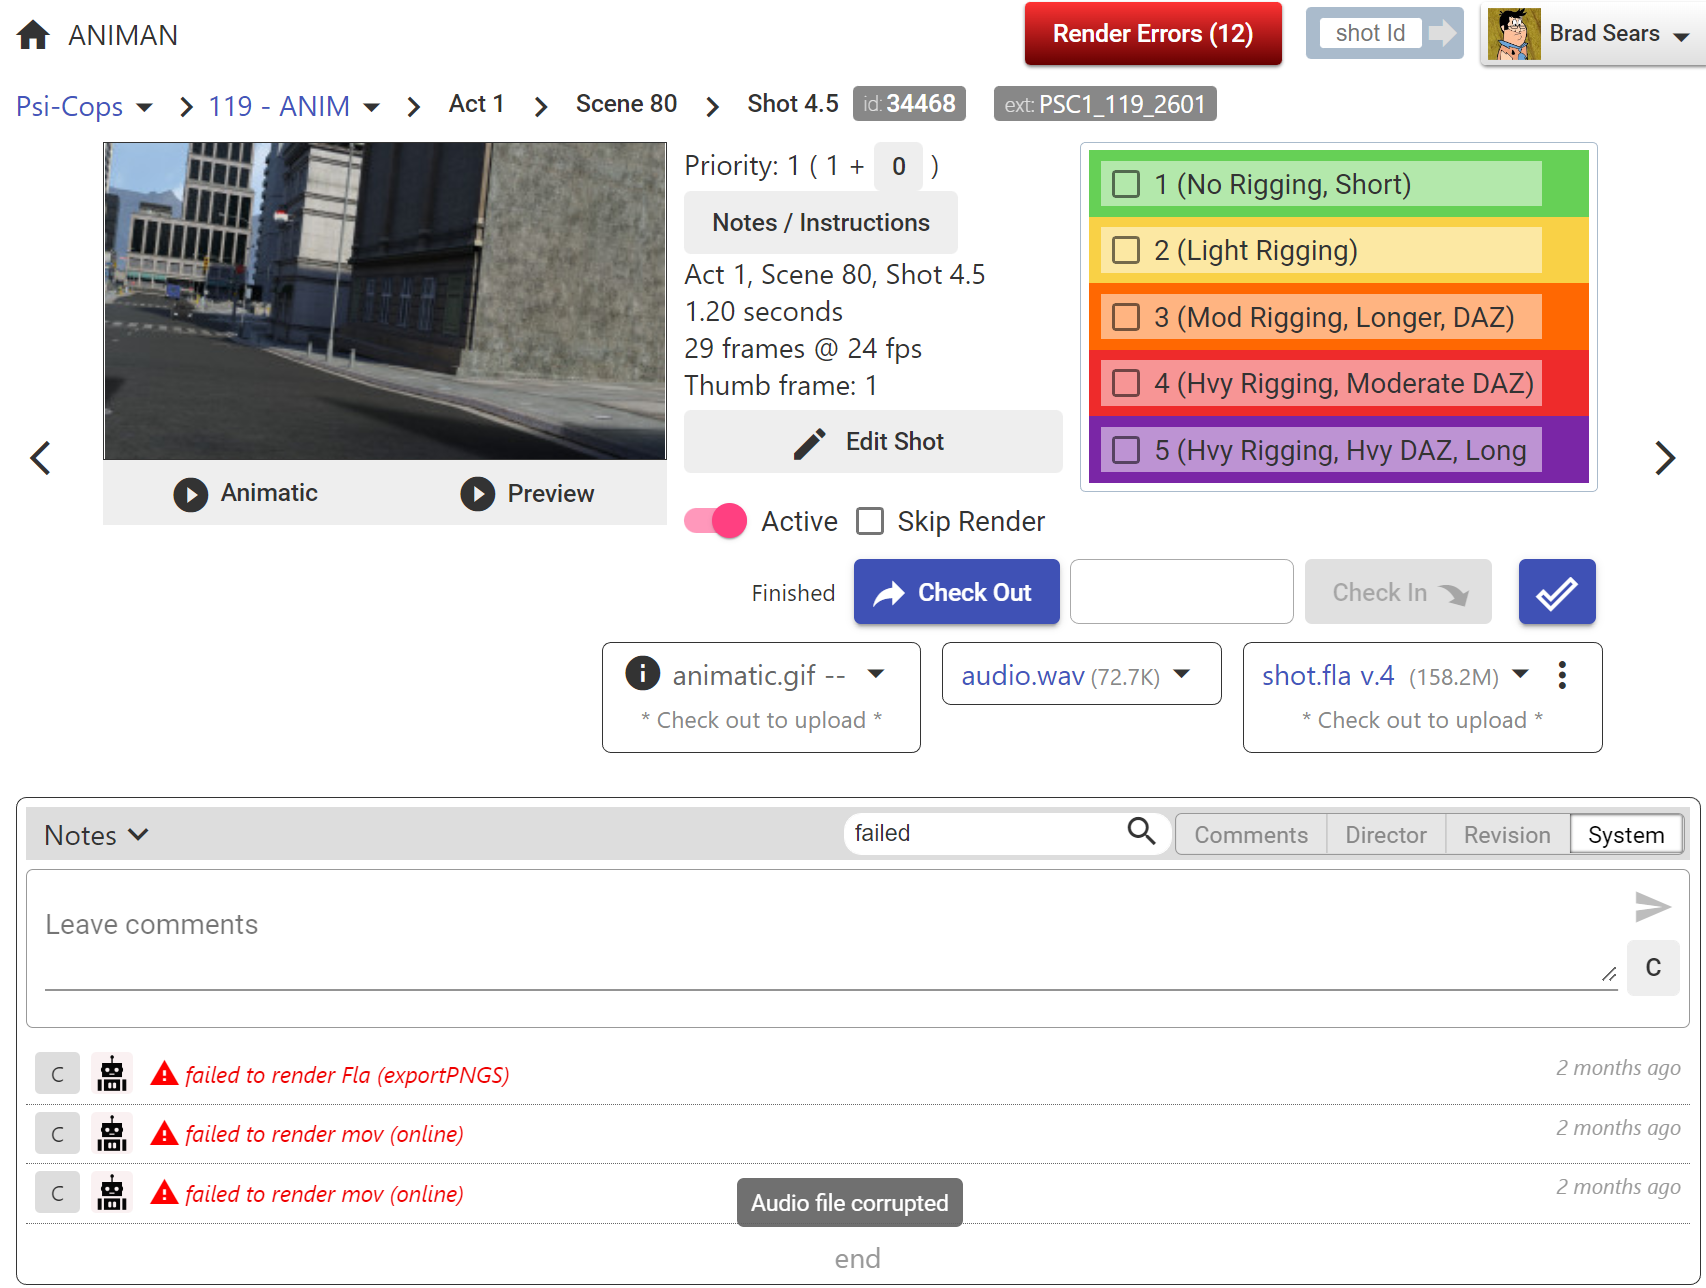 ANIMAN
Render Errors (12)
shot Id
Brad Sears
Psi-Cops
119 - ANIM
Act 1
Scene 80
Shot 4.5
id: 34468
ext: PSC1_119_2601
Priority: 1 ( 1 + 0 )
Notes / Instructions
Act 1, Scene 80, Shot 4.5
1.20 seconds
29 frames @ 24 fps
Thumb frame: 1
Edit Shot
1 (No Rigging, Short)
2 (Light Rigging)
3 (Mod Rigging, Longer, DAZ)
4 (Hvy Rigging, Moderate DAZ)
5 (Hvy Rigging, Hvy DAZ, Long
Animatic
Preview
Active
Skip Render
Finished
Check Out
Check In
animatic.gif --
* Check out to upload *
audio.wav (72.7K)
shot.fla v.4 (158.2M)
* Check out to upload *
Notes
failed
Comments
Director
Revision
System
Leave comments
C
C
failed to render Fla (exportPNGS)
2 months ago
C
failed to render mov (online)
2 months ago
C
failed to render mov (online)
2 months ago
Audio file corrupted
end